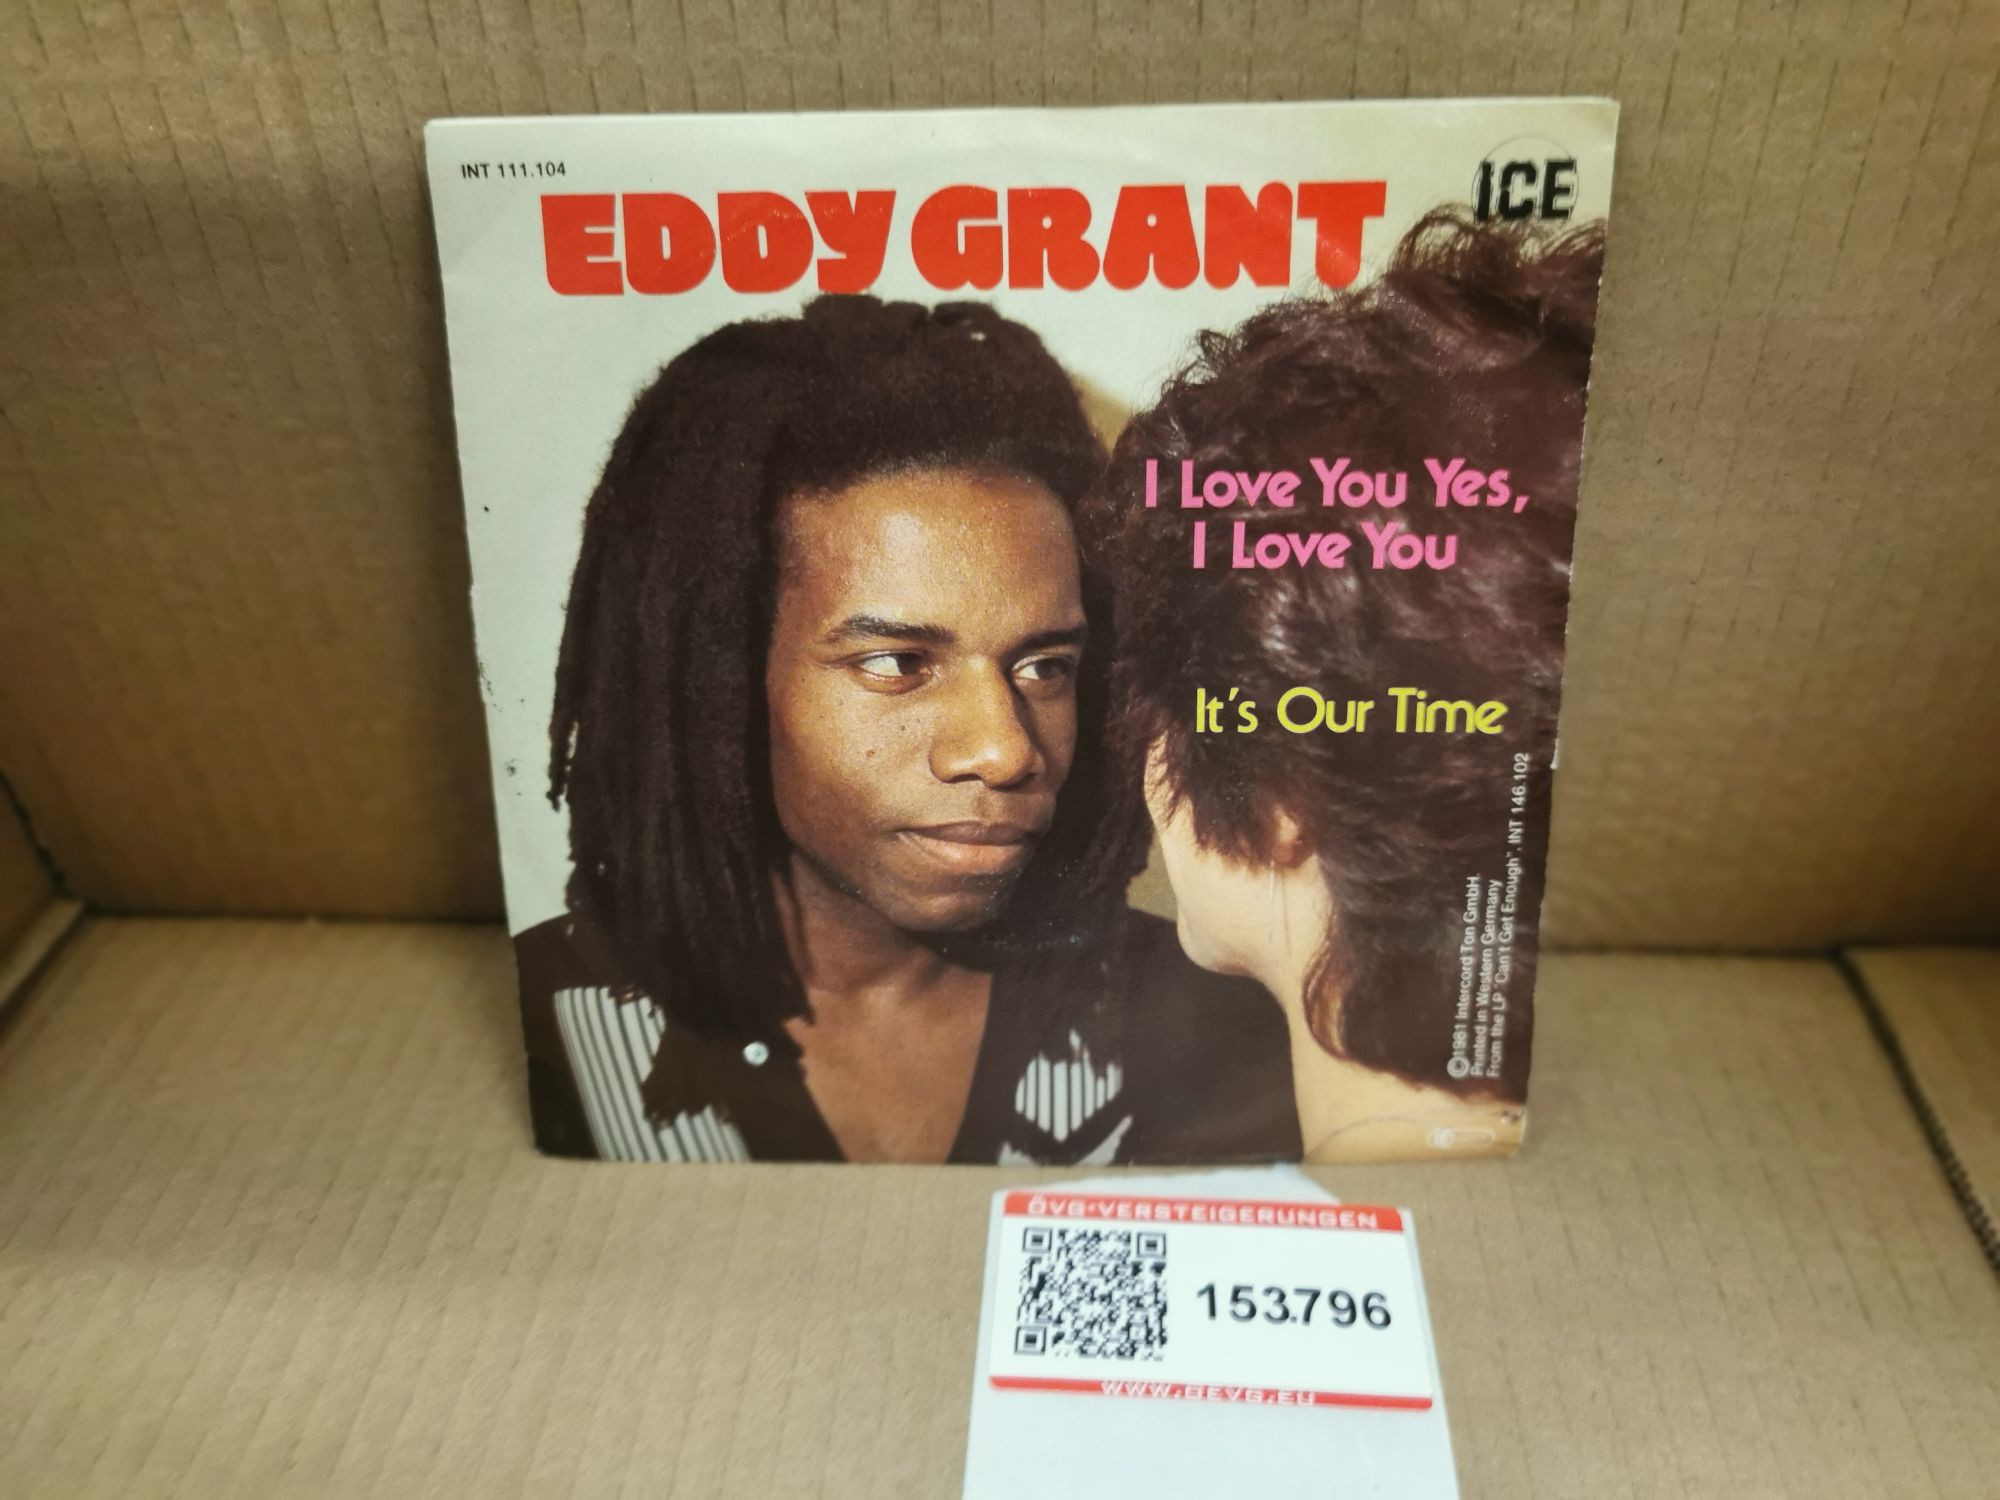 INT 111.104
ICE
EDDY GRANT
I Love You Yes,
I Love You
It's Our Time
©1981 Intercord Ton GmbH.
Printed in Western Germany
From the LP "Can't Get Enough", INT 146.102
ÖVG-VERSTEIGERUNGEN
153.796
WWW.OEVG.EU